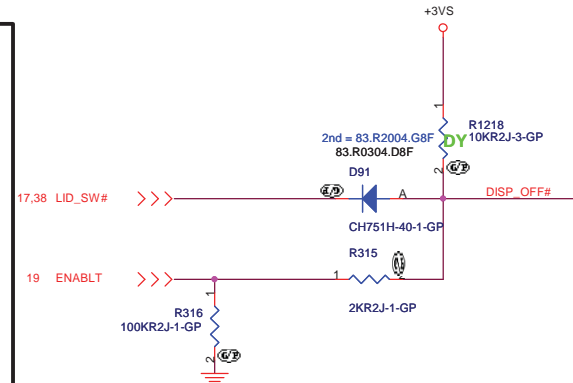 +3VS
1
R1218
2nd = 83.R2004.G8F DY 10KR2J-3-GP
83.R0304.D8F
2 G/P
D91
17,38 LID_SW# A DISP_OFF#
CH751H-40-1-GP
R315
19 ENABLT 1
2KR2J-1-GP
1
R316
100KR2J-1-GP
2 G/P